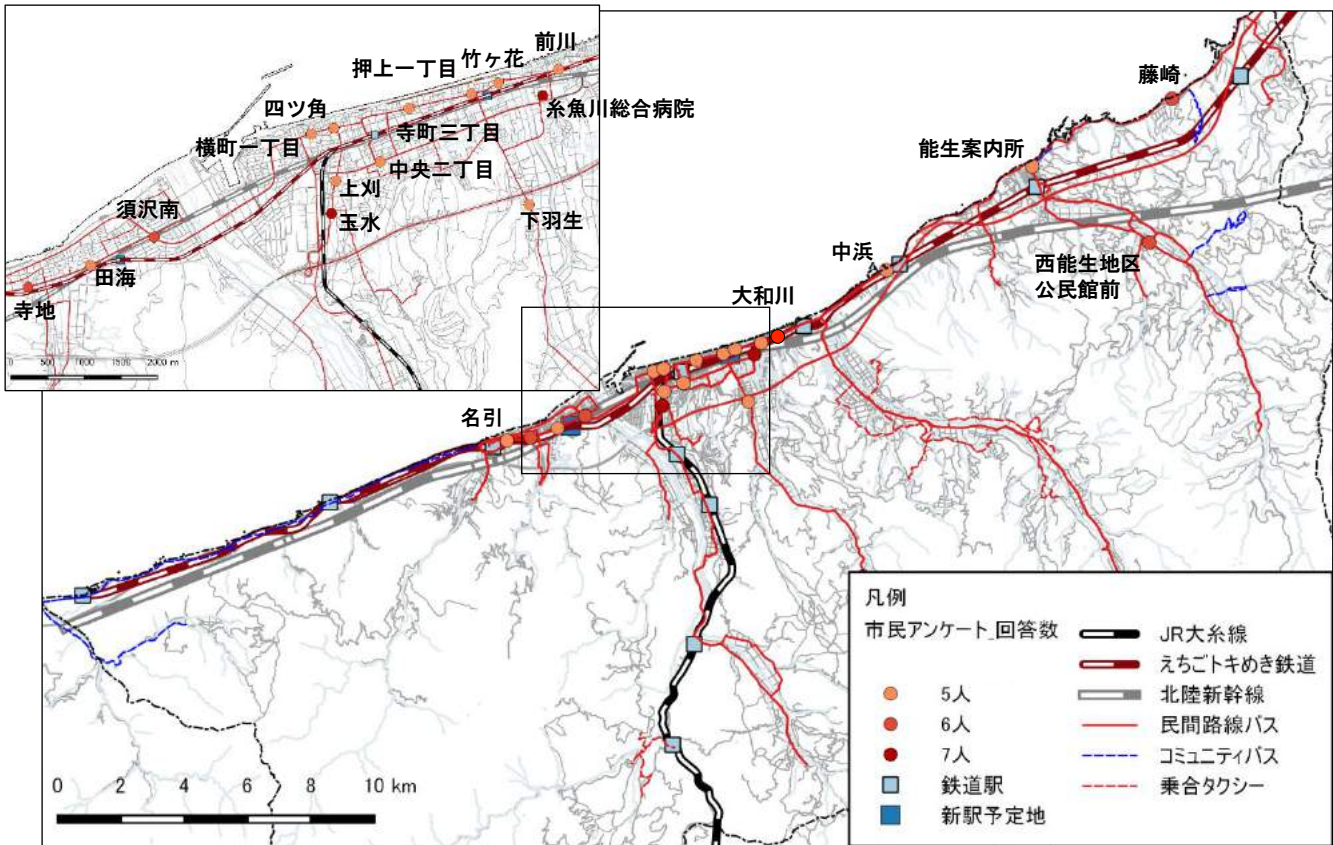 前川
竹ヶ花
押上一丁目
糸魚川総合病院
四ツ角
寺町三丁目
横町一丁目
中央二丁目
上刈
須沢南
玉水
下羽生
田海
寺地
0 500 1000 1500 2000 m
藤崎
能生案内所
中浜
西能生地区
公民館前
大和川
名引
凡例
市民アンケート_回答数
5人
6人
7人
鉄道駅
新駅予定地
JR大糸線
えちごトキめき鉄道
北陸新幹線
民間路線バス
コミュニティバス
乗合タクシー
0 2 4 6 8 10 km